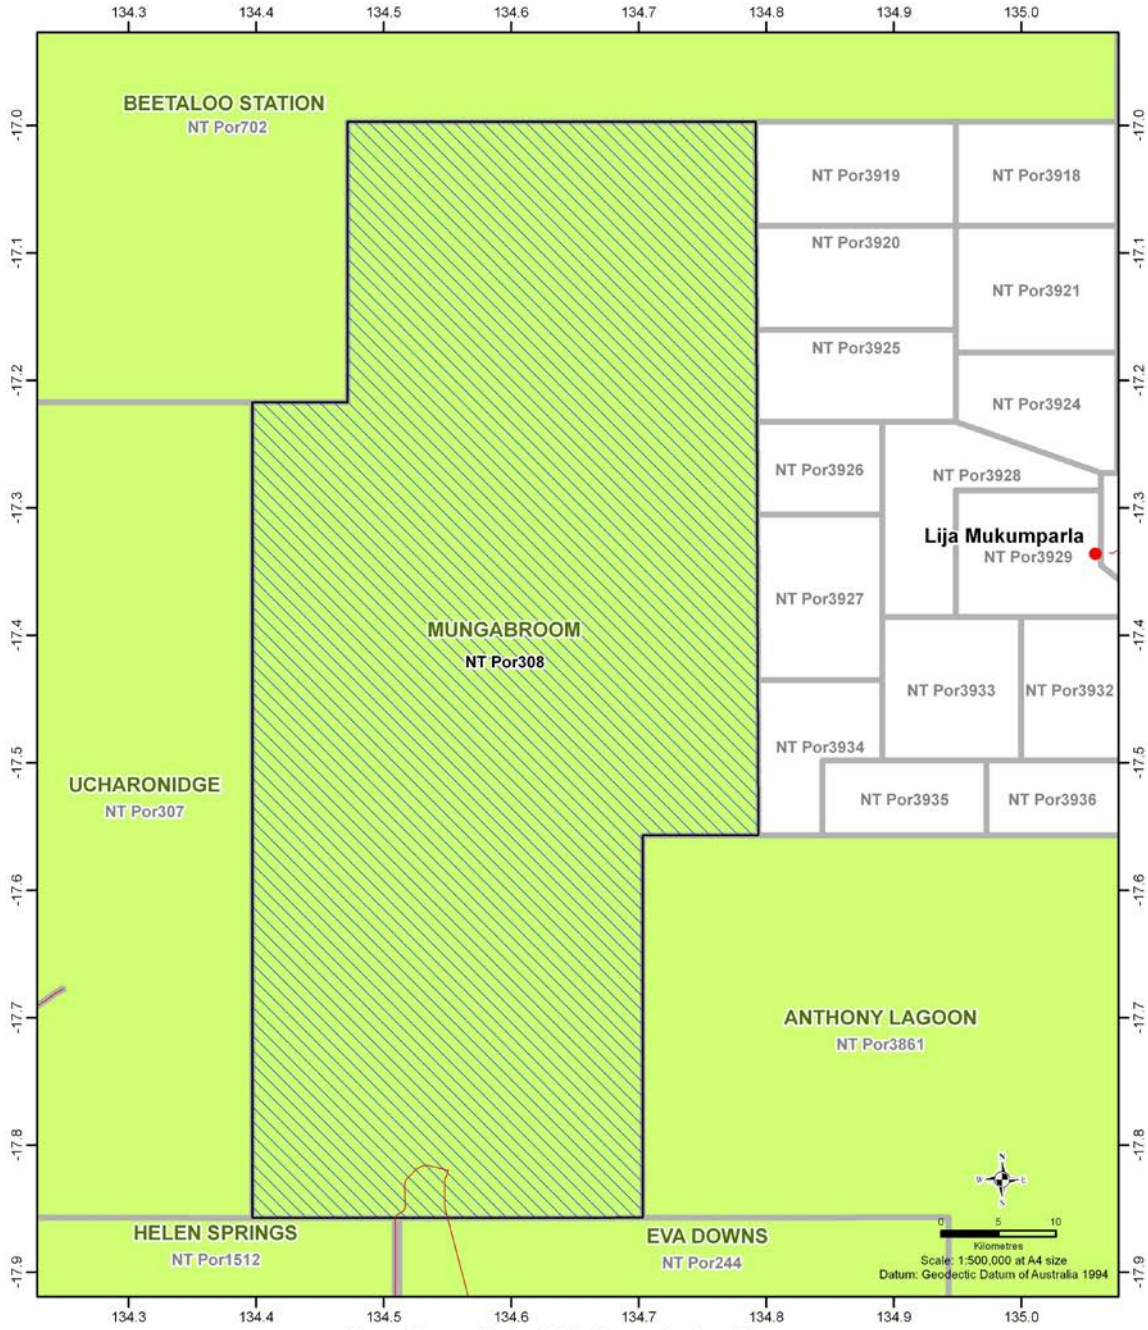 134.3 134.4 134.5 134.6 134.7 134.8 134.9 135.0
BEETALOO STATION
NT Por702
-17.0 -17.0
NT Por3919 NT Por3918
NT Por3920
-17.1 -17.1
NT Por3921
NT Por3925
-17.2 -17.2
NT Por3924
NT Por3926 NT Por3928
-17.3 -17.3
Lija Mukumparla
NT Por3929
NT Por3927
-17.4 -17.4
MUNGABROOM
NT Por308
NT Por3933 NT Por3932
NT Por3934
-17.5 -17.5
UCHARONIDGE
NT Por307
NT Por3935 NT Por3936
-17.6 -17.6
-17.7 -17.7
ANTHONY LAGOON
NT Por3861
-17.8 -17.8
N
W E
S
HELEN SPRINGS
NT Por1512
EVA DOWNS
NT Por244
0 5 10
Kilometres
Scale: 1:500,000 at A4 size
Datum: Geodectic Datum of Australia 1994
-17.9 -17.9
134.3 134.4 134.5 134.6 134.7 134.8 134.9 135.0